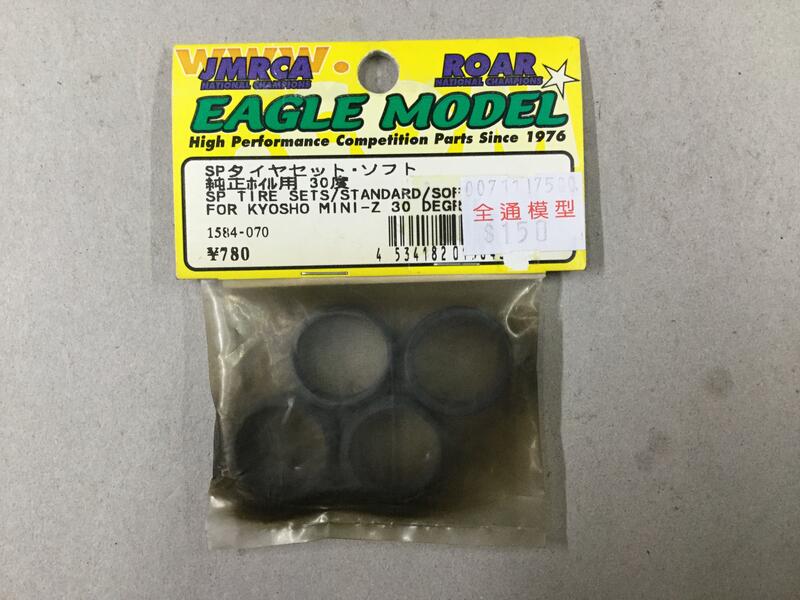 www.
JMRCA
NATIONAL CHAMPIONS
ROAR
NATIONAL CHAMPIONS
EAGLE MODEL
High Performance Competition Parts Since 1976
SPタイヤセット・ソフト
純正ホイル用 30度
SP TIRE SETS/STANDARD/SOF
FOR KYOSHO MINI-Z 30 DEGR
1584-070
¥780
全通模型
$150
4 534182